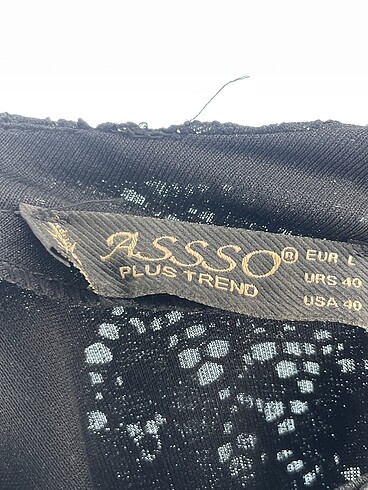 ASSSO®
PLUS TREND
EUR L
URS 40
USA 40